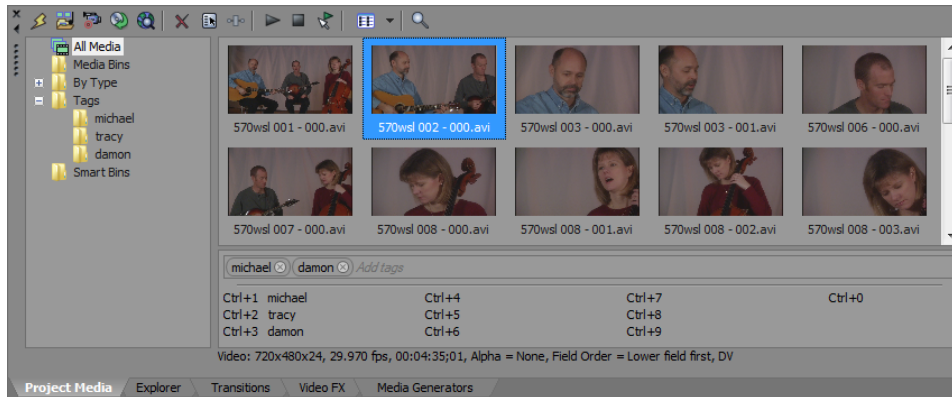 All Media
Media Bins
By Type
Tags
michael
tracy
damon
Smart Bins
570wsl 001 - 000.avi
570wsl 002 - 000.avi
570wsl 003 - 000.avi
570wsl 003 - 001.avi
570wsl 006 - 000.avi
570wsl 007 - 000.avi
570wsl 008 - 000.avi
570wsl 008 - 001.avi
570wsl 008 - 002.avi
570wsl 008 - 003.avi
michael damon Add tags
Ctrl+1 michael Ctrl+4 Ctrl+7 Ctrl+0
Ctrl+2 tracy Ctrl+5 Ctrl+8
Ctrl+3 damon Ctrl+6 Ctrl+9
Video: 720x480x24, 29.970 fps, 00:04:35;01, Alpha = None, Field Order = Lower field first, DV
Project Media Explorer Transitions Video FX Media Generators